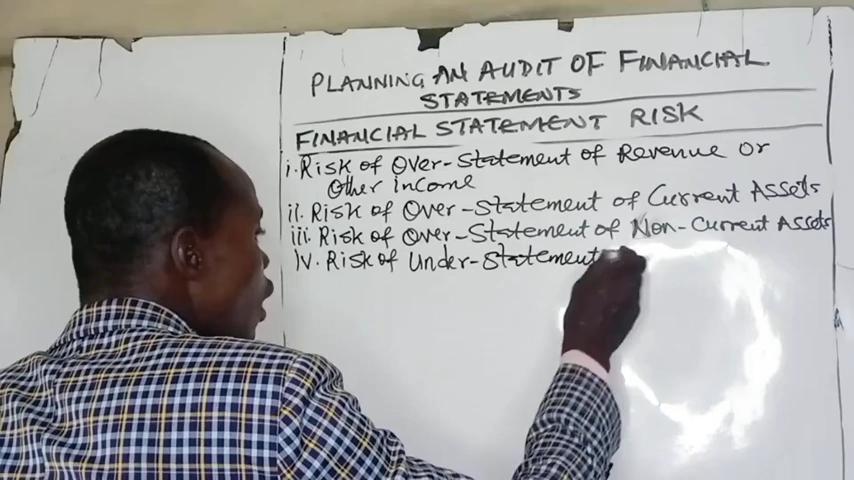 PLANNING AN AUDIT OF FINANCIAL
STATEMENTS
FINANCIAL STATEMENT RISK
i. Risk of Over-Statement of Revenue or
Other income
ii. Risk of Over-Statement of Current Assets
iii. Risk of Over-Statement of Non-Current Assets
iv. Risk of Under-Statement